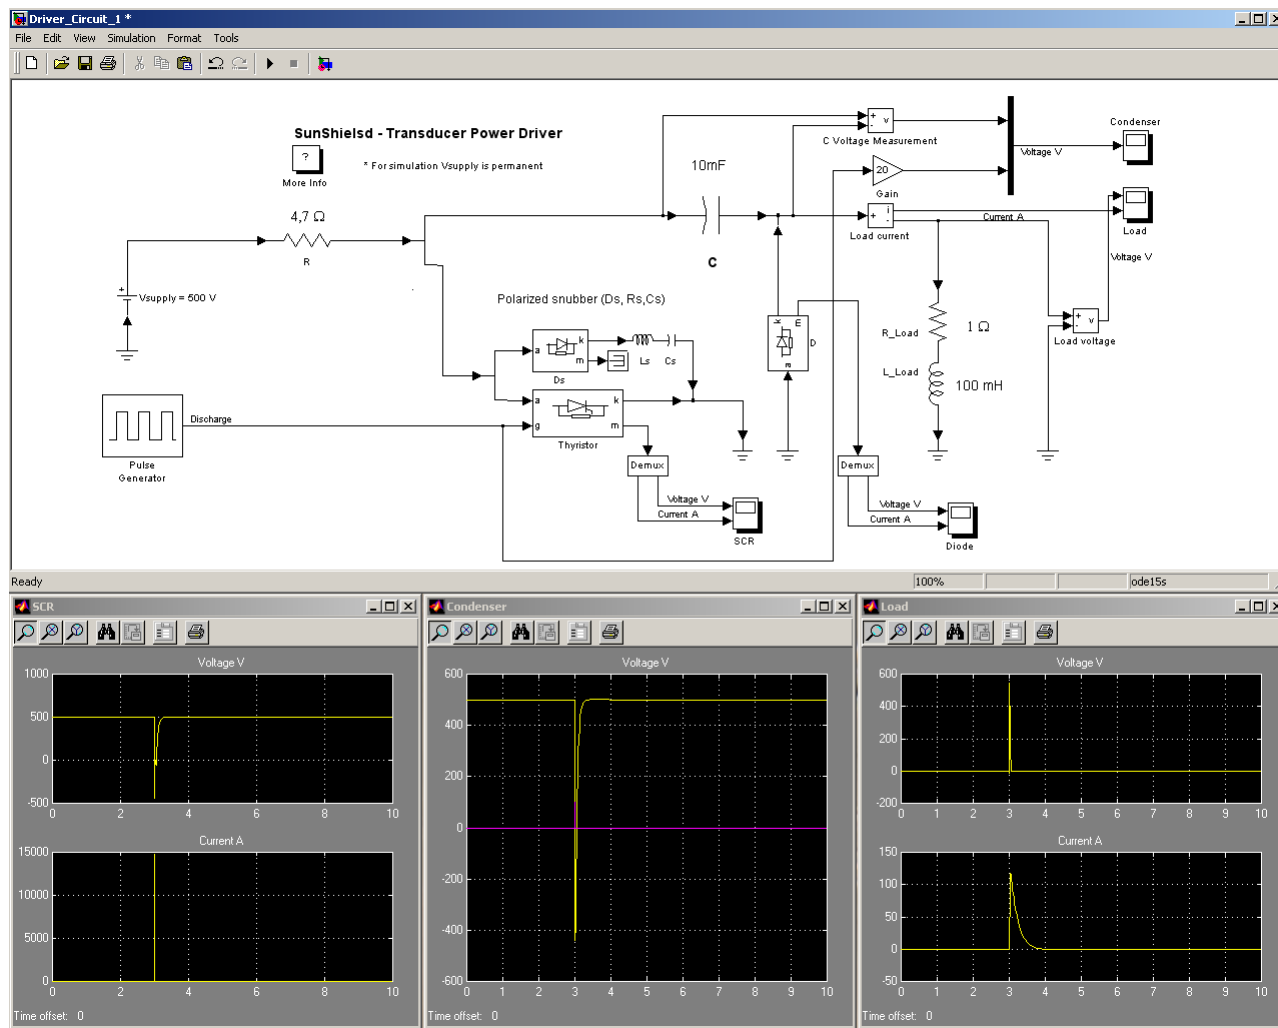 Driver_Circuit_1 *
File Edit View Simulation Format Tools
SunShielsd - Transducer Power Driver
?
More Info
* For simulation Vsupply is permanent
4,7 Ω
R
+
Vsupply = 500 V
10mF
C
+
-
v
C Voltage Measurement
20
Gain
Voltage V
Condenser
+
i
-
Load current
Current A
Load
Voltage V
Polarized snubber (Ds, Rs,Cs)
a
k
m
Ds
Ls
Cs
a
g
k
m
Thyristor
k
m
a
D
R_Load
1 Ω
L_Load
100 mH
+
-
v
Load voltage
Discharge
Pulse
Generator
Demux
Voltage V
Current A
SCR
Demux
Voltage V
Current A
Diode
Ready
100%
ode15s
SCR
Voltage V
1000
500
0
-500
0 2 4 6 8 10
Current A
15000
10000
5000
0
0 2 4 6 8 10
Time offset: 0
Condenser
Voltage V
600
400
200
0
-200
-400
-600
0 1 2 3 4 5 6 7 8 9 10
Time offset: 0
Load
Voltage V
600
400
200
0
-200
0 1 2 3 4 5 6 7 8 9 10
Current A
150
100
50
0
-50
0 1 2 3 4 5 6 7 8 9 10
Time offset: 0